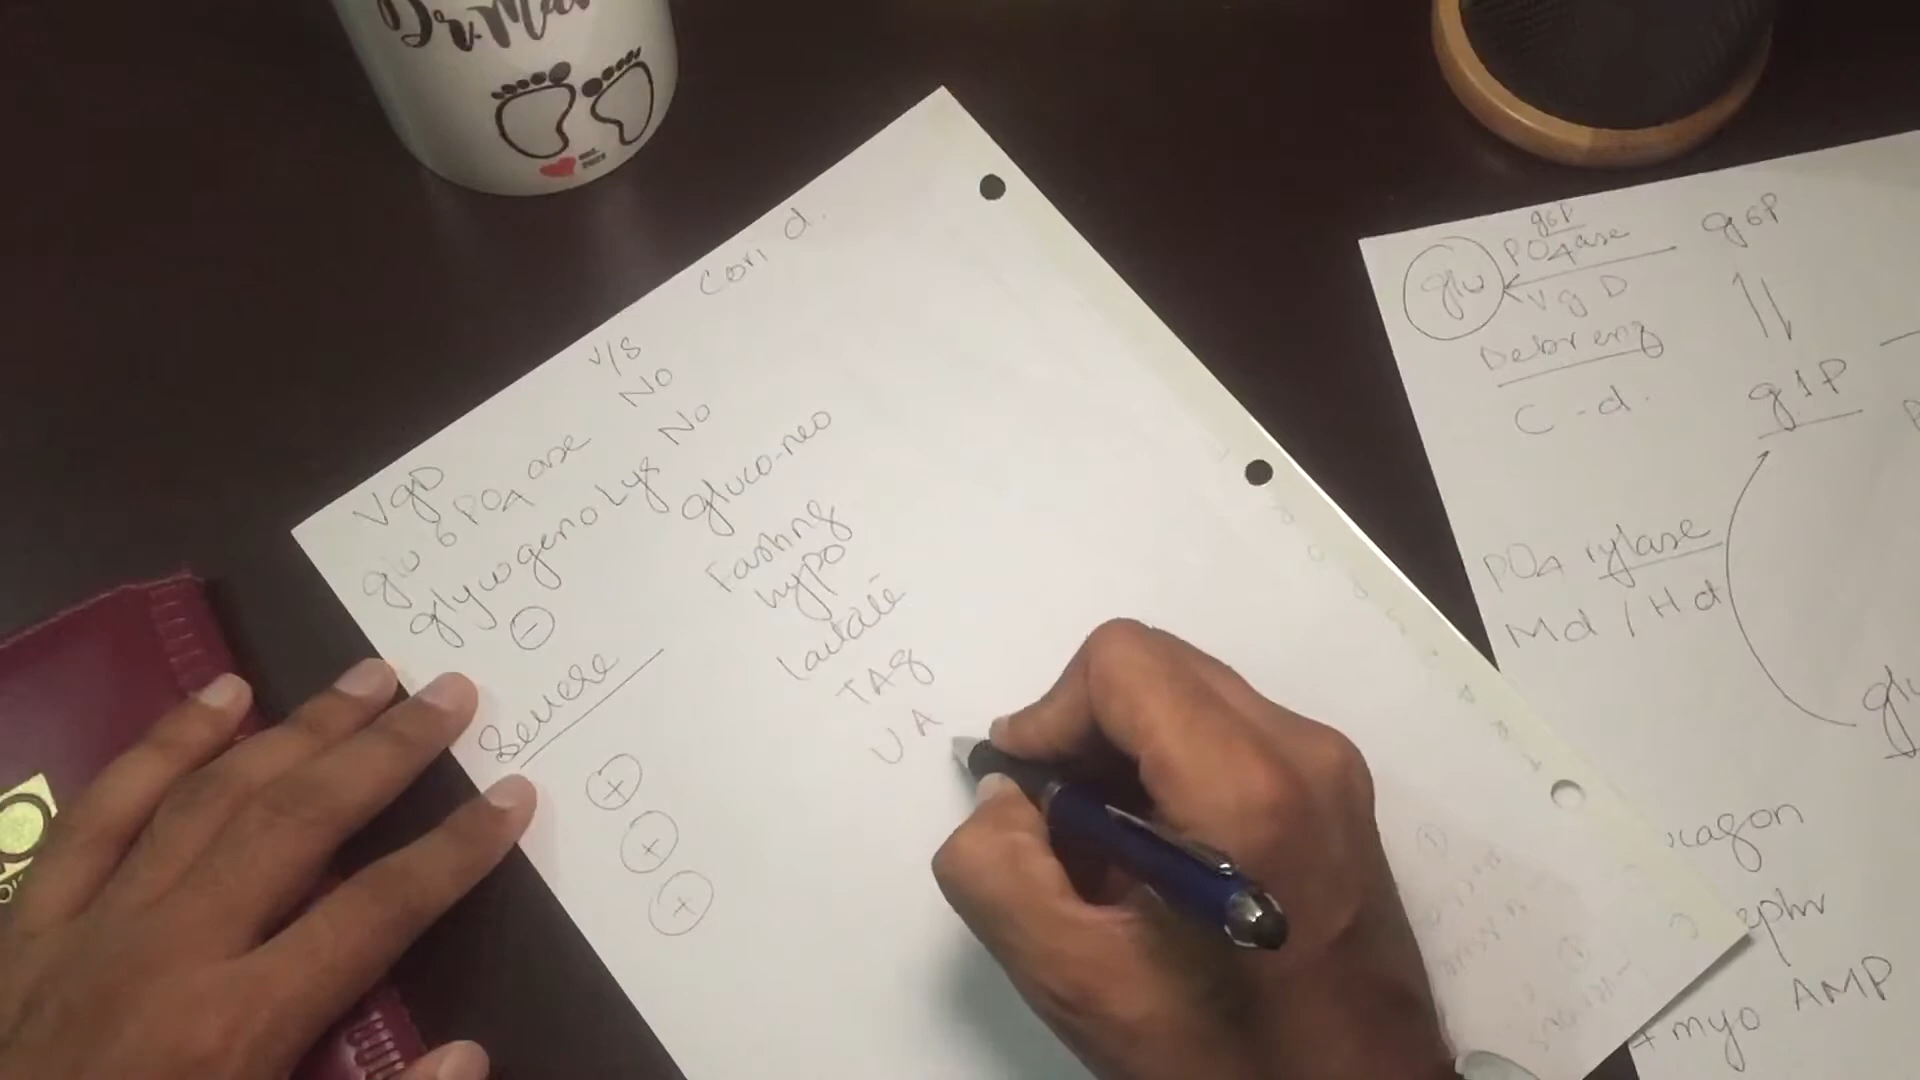 Dr. Ma
VgD
v/s
Cori d.
glu 6 PO4 ase
No
glycogenolys
No
−
gluco-neo
Severe
Fasting
hypo
+
lactate
+
TAg
+
UA
glu
g6P
PO4ase
g6P
VgD
Debr enz
C-d.
g1P
PO4 rylase
Md / Hd
glu
cagon
ephr
+ myo AMP